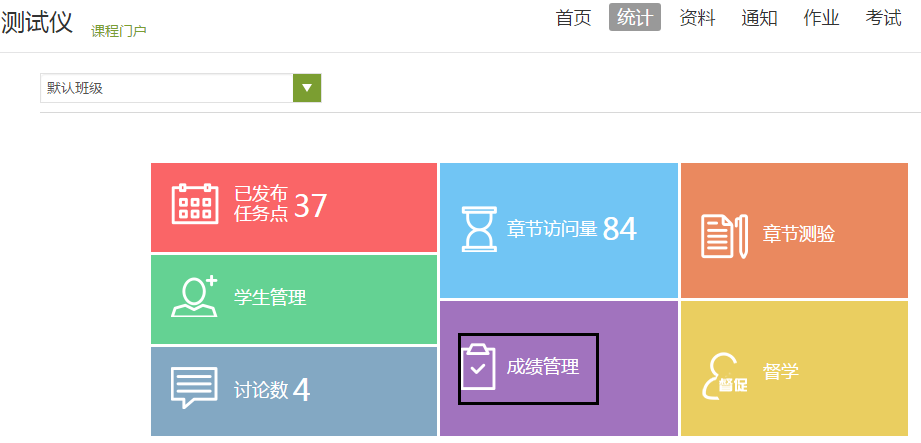 测试仪 课程门户 首页 统计 资料 通知 作业 考试
默认班级
已发布
任务点 37
章节访问量 84
章节测验
学生管理
成绩管理
督促 督学
讨论数 4